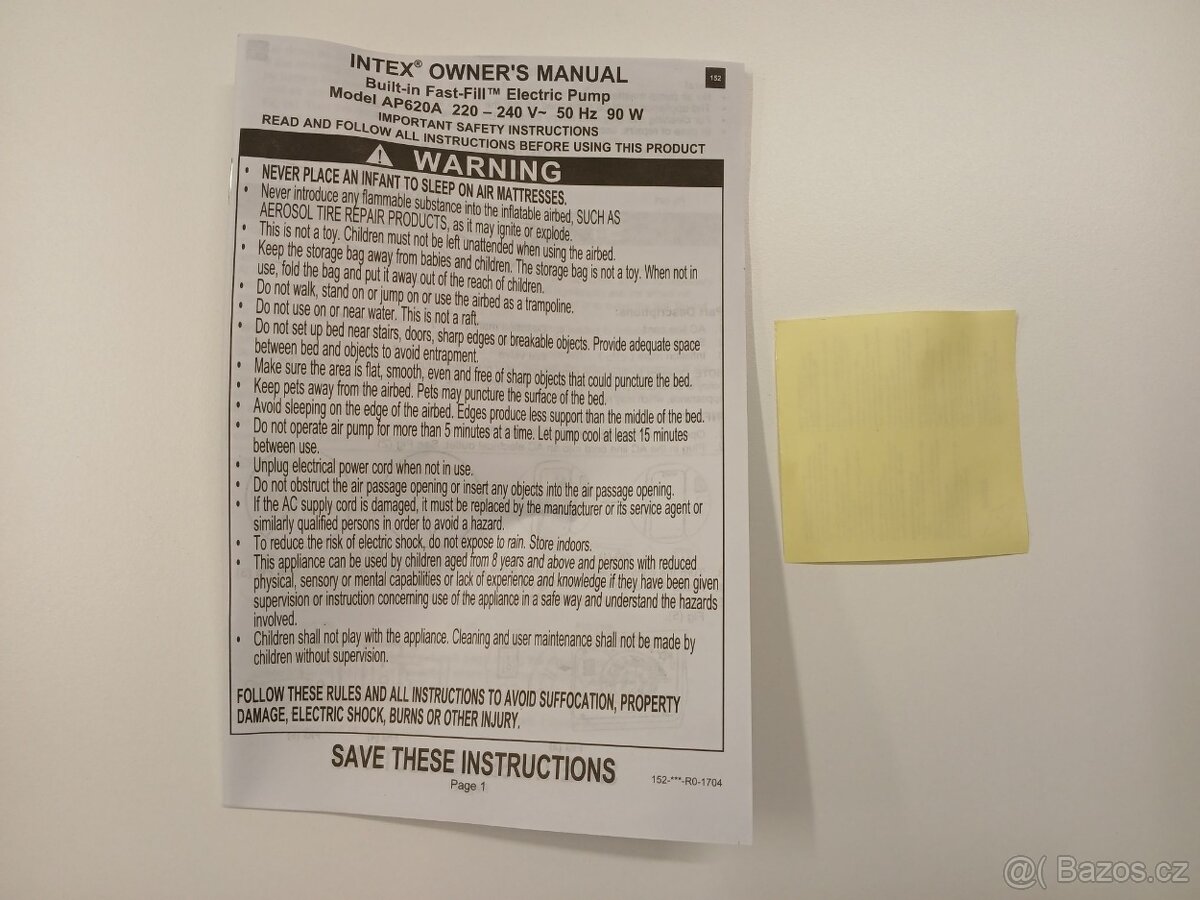 INTEX® OWNER'S MANUAL
152
Built-in Fast-Fill™ Electric Pump
Model AP620A 220 – 240 V~ 50 Hz 90 W
IMPORTANT SAFETY INSTRUCTIONS
READ AND FOLLOW ALL INSTRUCTIONS BEFORE USING THIS PRODUCT
WARNING
• NEVER PLACE AN INFANT TO SLEEP ON AIR MATTRESSES.
• Never introduce any flammable substance into the inflatable airbed, SUCH AS
AEROSOL TIRE REPAIR PRODUCTS, as it may ignite or explode.
• This is not a toy. Children must not be left unattended when using the airbed.
• Keep the storage bag away from babies and children. The storage bag is not a toy. When not in
use, fold the bag and put it away out of the reach of children.
• Do not walk, stand on or jump on or use the airbed as a trampoline.
• Do not use on or near water. This is not a raft.
• Do not set up bed near stairs, doors, sharp edges or breakable objects. Provide adequate space
between bed and objects to avoid entrapment.
• Make sure the area is flat, smooth, even and free of sharp objects that could puncture the bed.
• Keep pets away from the airbed. Pets may puncture the surface of the bed.
• Avoid sleeping on the edge of the airbed. Edges produce less support than the middle of the bed.
• Do not operate air pump for more than 5 minutes at a time. Let pump cool at least 15 minutes
between use.
• Unplug electrical power cord when not in use.
• Do not obstruct the air passage opening or insert any objects into the air passage opening.
• If the AC supply cord is damaged, it must be replaced by the manufacturer or its service agent or
similarly qualified persons in order to avoid a hazard.
• To reduce the risk of electric shock, do not expose to rain. Store indoors.
• This appliance can be used by children aged from 8 years and above and persons with reduced
physical, sensory or mental capabilities or lack of experience and knowledge if they have been given
supervision or instruction concerning use of the appliance in a safe way and understand the hazards
involved.
• Children shall not play with the appliance. Cleaning and user maintenance shall not be made by
children without supervision.
FOLLOW THESE RULES AND ALL INSTRUCTIONS TO AVOID SUFFOCATION, PROPERTY
DAMAGE, ELECTRIC SHOCK, BURNS OR OTHER INJURY.
SAVE THESE INSTRUCTIONS
Page 1
152-***-R0-1704
@( Bazos.cz